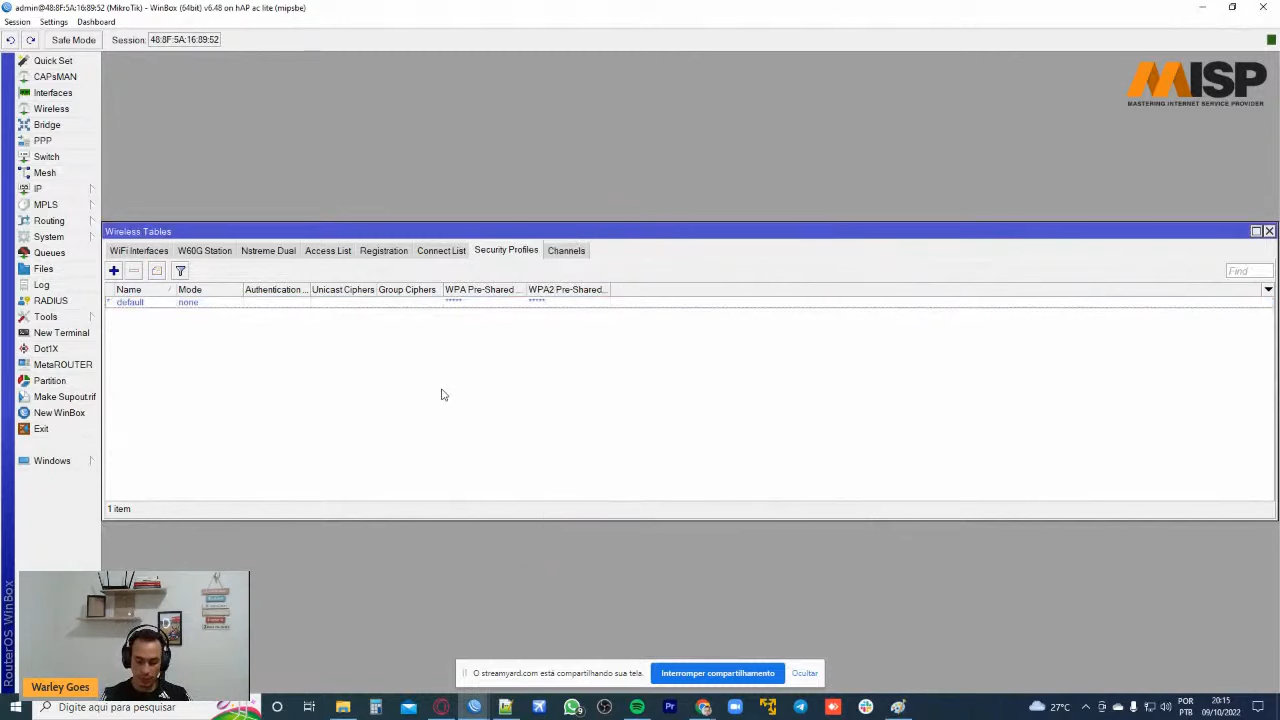 admin@48:8F:5A:16:89:52 (MikroTik) - WinBox (64bit) v6.48 on hAP ac lite (mipsbe)
Session Settings Dashboard
Safe Mode Session: 48:8F:5A:16:89:52
MISP
MASTERING INTERNET SERVICE PROVIDER
Quick Set
CAPsMAN
Interfaces
Wireless
Bridge
PPP
Switch
Mesh
IP
MPLS
Routing
System
Queues
Files
Log
RADIUS
Tools
New Terminal
Dot1X
MetaROUTER
Partition
Make Supout.rif
New WinBox
Exit
Windows
RouterOS WinBox
Wireless Tables
WiFi Interfaces W60G Station Nstreme Dual Access List Registration Connect List Security Profiles Channels
Find
Name Mode Authentication... Unicast Ciphers Group Ciphers WPA Pre-Shared... WPA2 Pre-Shared...
* default none ***** *****
1 item
Warley Goes
O streamyard.com está compartilhando sua tela. Interromper compartilhamento Ocultar
Digite aqui para pesquisar
27°C
POR
PTB
20:15
09/10/2022